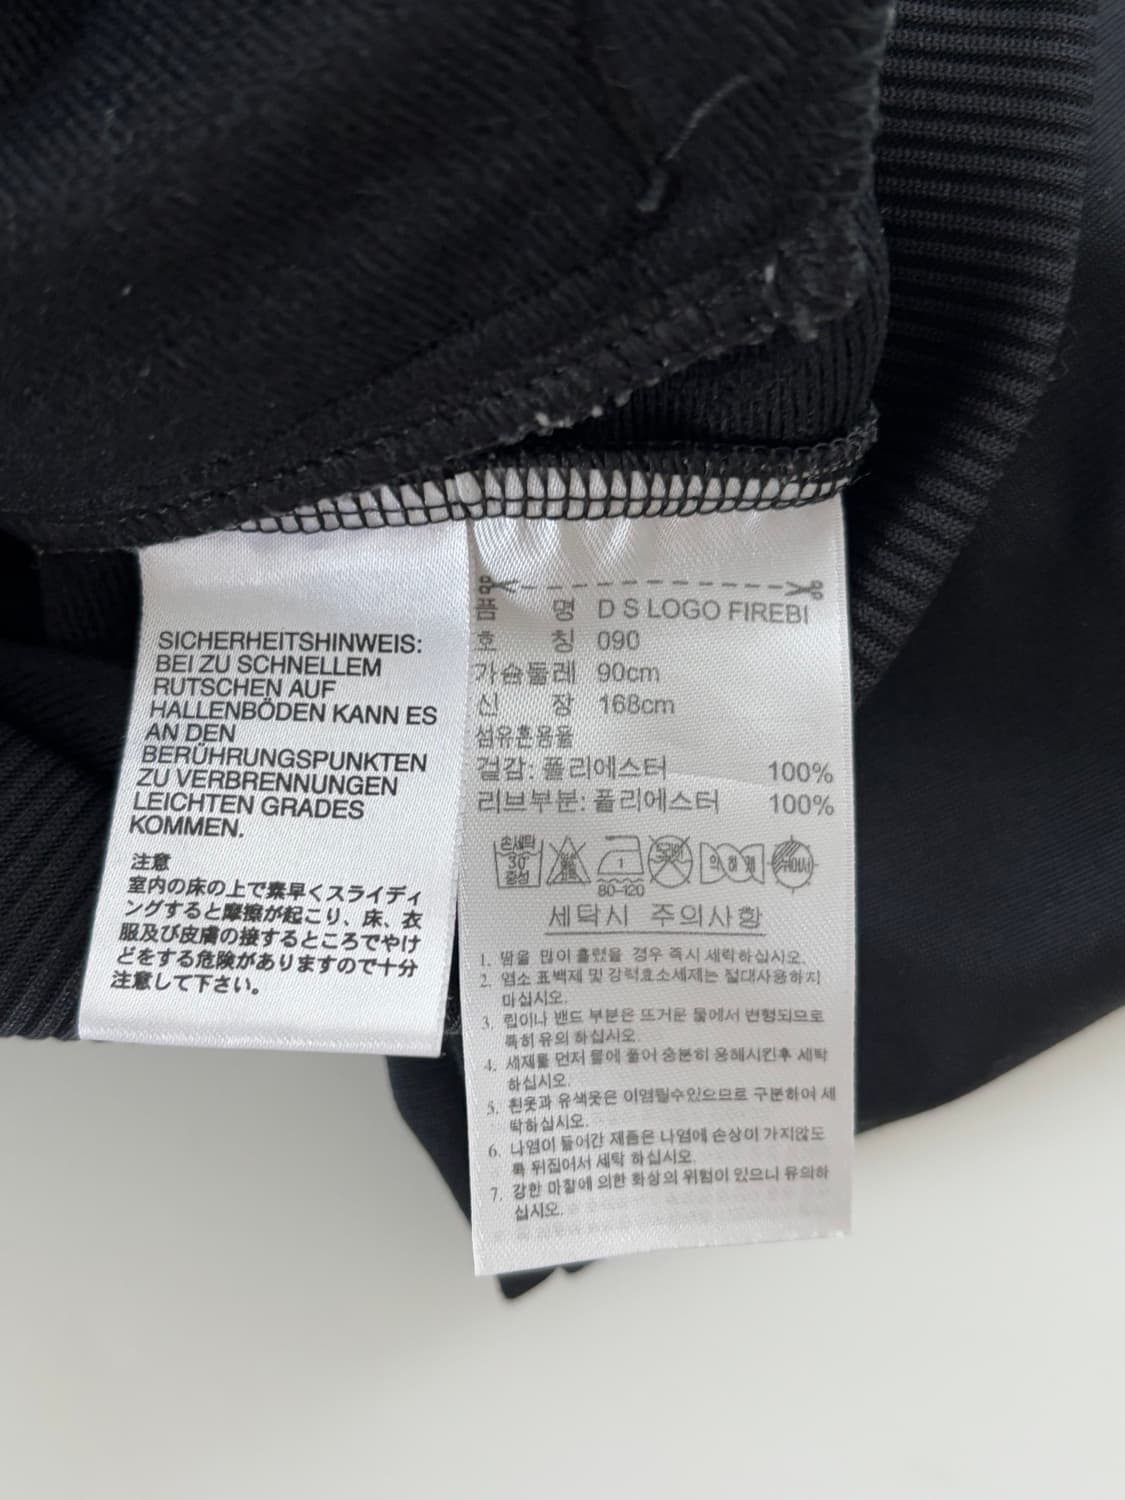 SICHERHEITSHINWEIS:
BEI ZU SCHNELLEM
RUTSCHEN AUF
HALLENBÖDEN KANN ES
AN DEN
BERÜHRUNGSPUNKTEN
ZU VERBRENNUNGEN
LEICHTEN GRADES
KOMMEN.
注意
室内の床の上で素早くスライディ
ングすると摩擦が起こり、床、衣
服及び皮膚の接するところでやけ
どをする危険がありますので十分
注意して下さい。
품 명 D S LOGO FIREBI
호 칭 090
가슴둘레 90cm
신 장 168cm
섬유혼용율
겉감: 폴리에스터 100%
리브부분: 폴리에스터 100%
손세탁
30°
중성
1
80-120
약하게
세탁시 주의사항
1. 땀을 많이 흘렸을 경우 즉시 세탁하십시오.
2. 염소 표백제 및 강력효소세제는 절대사용하지
마십시오.
3. 립이나 밴드 부분은 뜨거운 물에서 변형되므로
특히 유의 하십시오.
4. 세제를 먼저 물에 풀어 충분히 용해시킨후 세탁
하십시오.
5. 흰옷과 유색옷은 이염될수있으므로 구분하여 세
탁하십시오.
6. 나염이 들어간 제품은 나염에 손상이 가지않도
록 뒤집어서 세탁 하십시오.
7. 강한 마찰에 의한 화상의 위험이 있으니 유의하
십시오.